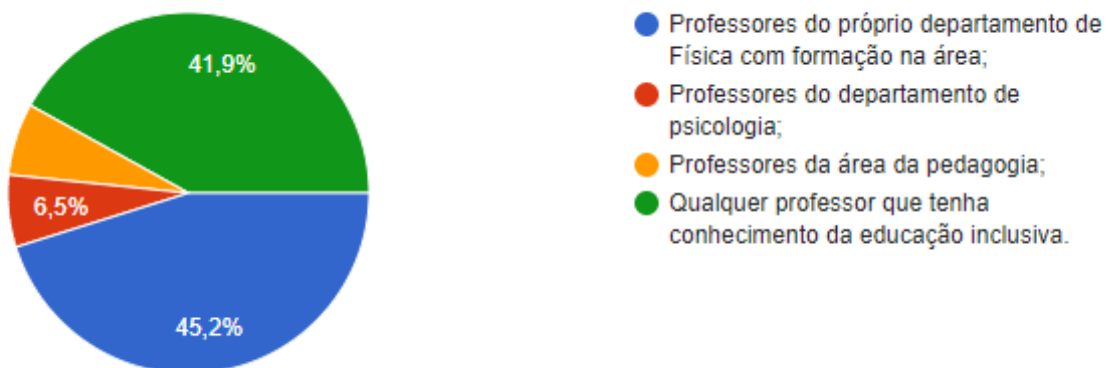 41,9%
6,5%
45,2%
Professores do próprio departamento de
Física com formação na área;
Professores do departamento de
psicologia;
Professores da área da pedagogia;
Qualquer professor que tenha
conhecimento da educação inclusiva.